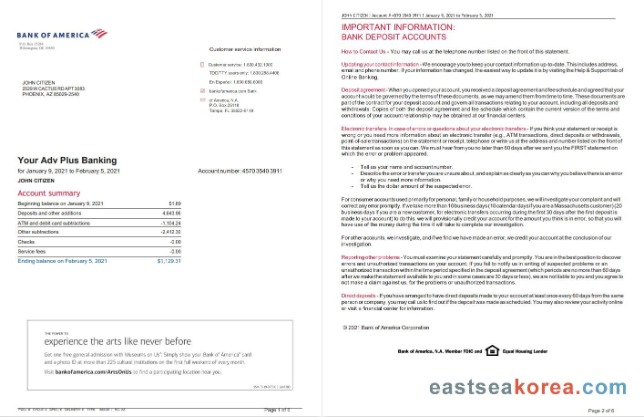 BANK OF AMERICA
P.O. Box 15284
Wilmington, DE 19850
Customer service information
JOHN CITIZEN
PHOENIX, AZ 85029-2548
Customer service: 1.800.432.1000
En Español: 1.800.688.6086
bankofamerica.com
of America, N.A.
P.O. Box 25118
Tampa, FL 33622-5118
Your Adv Plus Banking
for January 9, 2021 to February 5, 2021
Account number: 4570 3540 3911
JOHN CITIZEN
Account summary
Beginning balance on January 9, 2021
Deposits and other additions
ATM and debit card subtractions
Other subtractions
Checks -0.00
Service fees -0.00
Ending balance on February 5, 2021
experience the arts like never before
Get one free general admission with Museums on Us. Simply show your Bank of America card
and a photo ID at more than 225 cultural institutions on the first full weekend of every month.
Visit bankofamerica.com/ArtsOnUs to find a participating location near you.
Page 1 of
JOHN CITIZEN | Account # 4570 3540 3911 | January 9, 2021 to February 5, 2021
IMPORTANT INFORMATION:
BANK DEPOSIT ACCOUNTS
How to Contact Us - You may call us at the telephone number listed on the front of this statement.
Updating your contact information - We encourage you to keep your contact information up-to-date. This includes address,
email and phone number. If your information has changed, the easiest way to update it is by visiting the Help & Support tab of
Online Banking.
Deposit agreement - When you opened your account, you received a deposit agreement and fee schedule and agreed that your
account would be governed by the terms of these documents, as we may amend them from time to time. These documents are
part of the contract for your deposit account and govern all transactions relating to your account, including all deposits and
withdrawals. Copies of both the deposit agreement and fee schedule which contain the current version of the terms and
conditions of your account relationship may be obtained at our financial centers.
Electronic transfers: In case of errors or questions about your electronic transfers - If you think your statement or receipt is
wrong or you need more information about an electronic transfer (e.g., ATM transactions, direct deposits or withdrawals,
point-of-sale transactions) on the statement or receipt, telephone or write us at the address and number listed on the front of
this statement as soon as you can. We must hear from you no later than 60 days after we sent you the FIRST statement on
which the error or problem appeared.
- Tell us your name and account number.
- Describe the error or transfer you are unsure about, and explain as clearly as you can why you believe there is an error
or why you need more information.
- Tell us the dollar amount of the suspected error.
For consumer accounts used primarily for personal, family or household purposes, we will investigate your complaint and will
correct any error promptly. If we take more than 10 business days (10 calendar days if you are a Massachusetts customer) (20
business days if you are a new customer, for electronic transfers occurring during the first 30 days after the first deposit is
made to your account) to do this, we will provisionally credit your account for the amount you think is in error, so that you will
have use of the money during the time it will take to complete our investigation.
For other accounts, we investigate, and if we find we have made an error, we credit your account at the conclusion of our
investigation.
Reporting other problems - You must examine your statement carefully and promptly. You are in the best position to discover
errors and unauthorized transactions on your account. If you fail to notify us in writing of suspected problems or an
unauthorized transaction within the time period specified in the deposit agreement (which periods are no more than 60 days
after we make the statement available to you and in some cases are 30 days or fewer), we are not liable to you and you agree to
not make a claim against us, for the problems or unauthorized transactions.
Direct deposits - If you have arranged to have direct deposits made to your account at least once every 60 days from the same
person or company, you may call us to find out if the deposit was made as scheduled. You may also review your activity online
or visit a financial center for information.
© 2021 Bank of America Corporation
Bank of America, N.A. Member FDIC and Equal Housing Lender
eastseakorea.com
Page 2 of 6